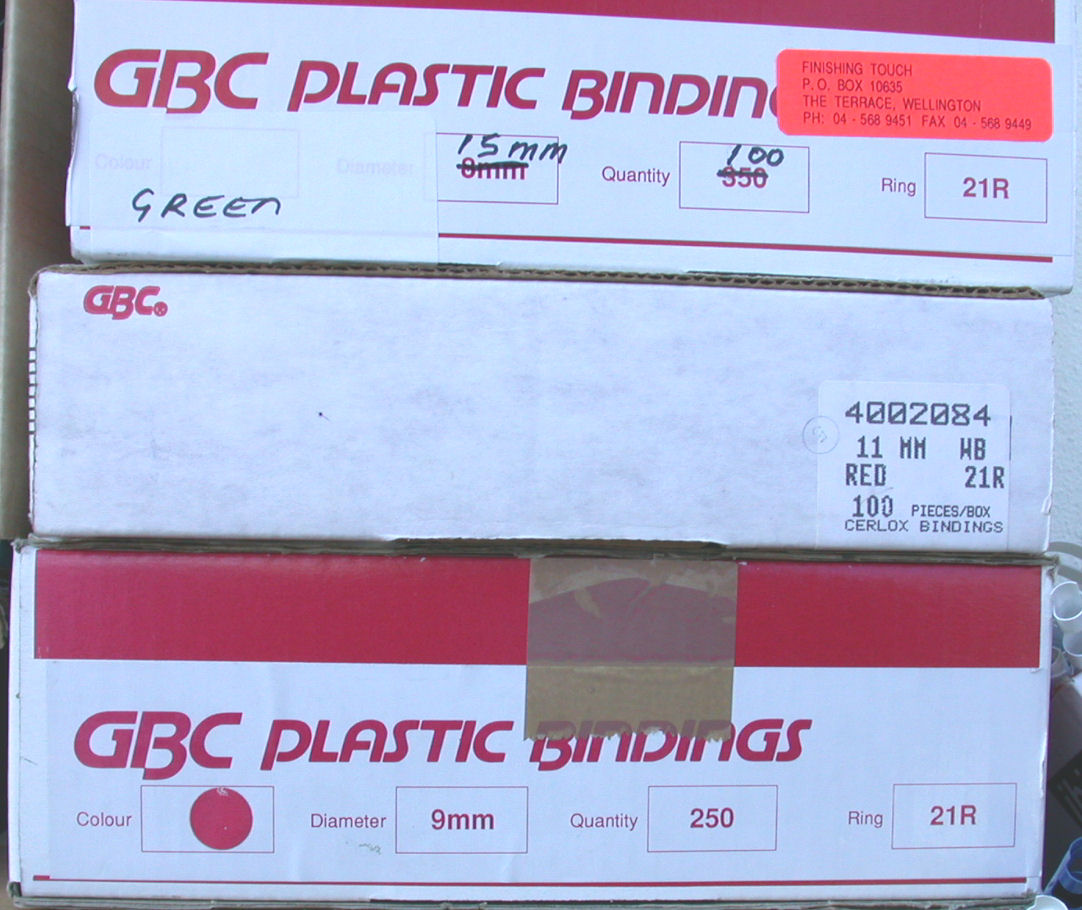 GBC PLASTIC BINDIN
FINISHING TOUCH
P.O. BOX 10635
THE TERRACE, WELLINGTON
PH: 04 - 568 9451 FAX 04 - 568 9449
Colour
GREEN
Diameter
15mm
8mm
Quantity
100
350
Ring 21R
GBC®
4002084
11 MM WB
RED 21R
100 PIECES/BOX
CERLOX BINDINGS
GBC PLASTIC BINDINGS
Colour Diameter 9mm Quantity 250 Ring 21R